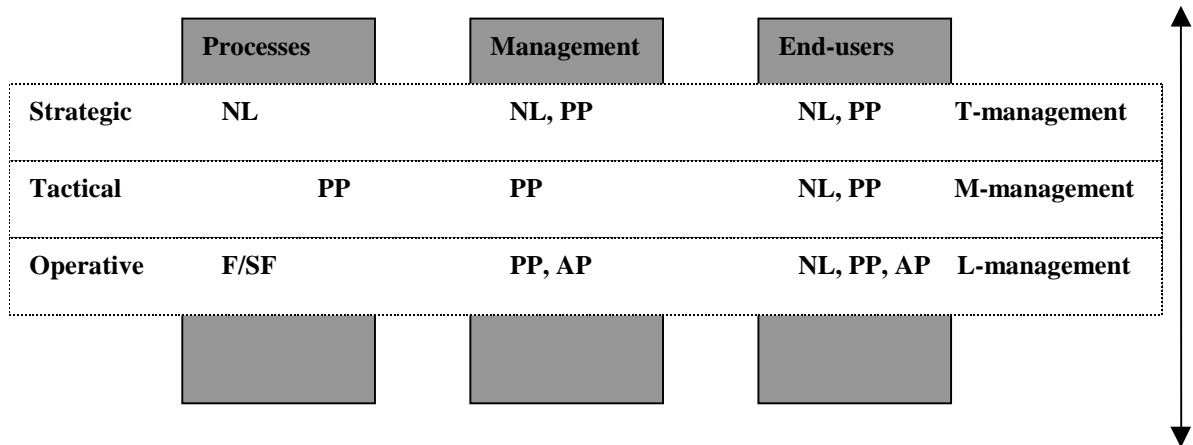 Processes Management End-users
Strategic NL NL, PP NL, PP T-management
Tactical PP PP NL, PP M-management
Operative F/SF PP, AP NL, PP, AP L-management